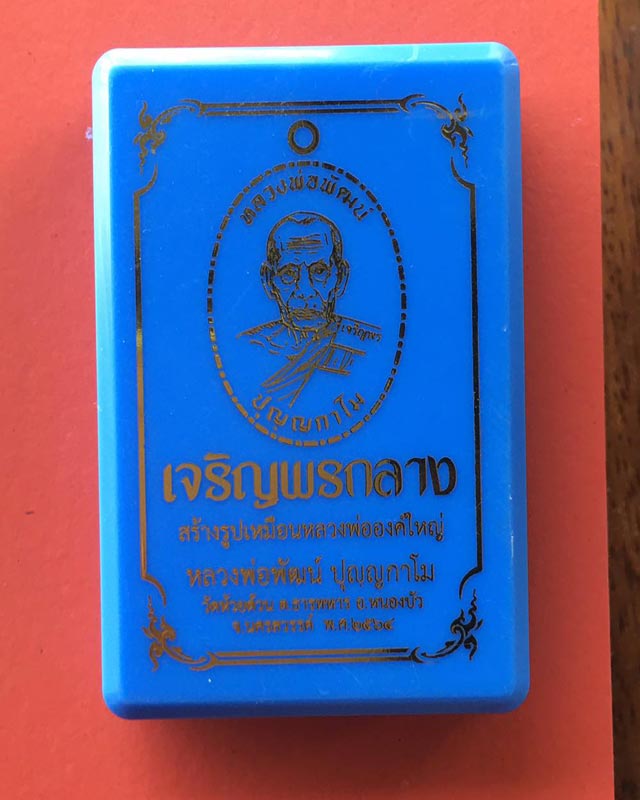 หลวงพ่อพัฒน์
เจริญพร
ปุญญกาโม
เจริญพรกลาง
สร้างรูปเหมือนหลวงพ่อองค์ใหญ่
หลวงพ่อพัฒน์ ปุญญกาโม
วัดห้วยด้วน ต.ธารทหาร อ.หนองบัว
จ.นครสวรรค์ พ.ศ.๒๕๖๔